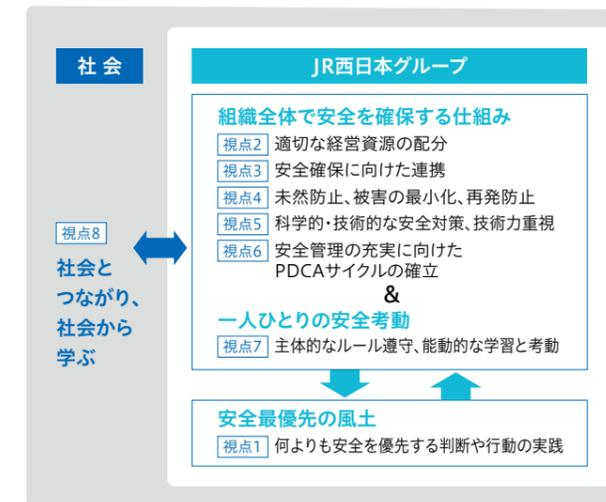 社会
JR西日本グループ
組織全体で安全を確保する仕組み
視点2 適切な経営資源の配分
視点3 安全確保に向けた連携
視点4 未然防止、被害の最小化、再発防止
視点5 科学的・技術的な安全対策、技術力重視
視点6 安全管理の充実に向けた
PDCAサイクルの確立
&
一人ひとりの安全考動
視点7 主体的なルール遵守、能動的な学習と考動
視点8
社会と
つながり、
社会から
学ぶ
安全最優先の風土
視点1 何よりも安全を優先する判断や行動の実践